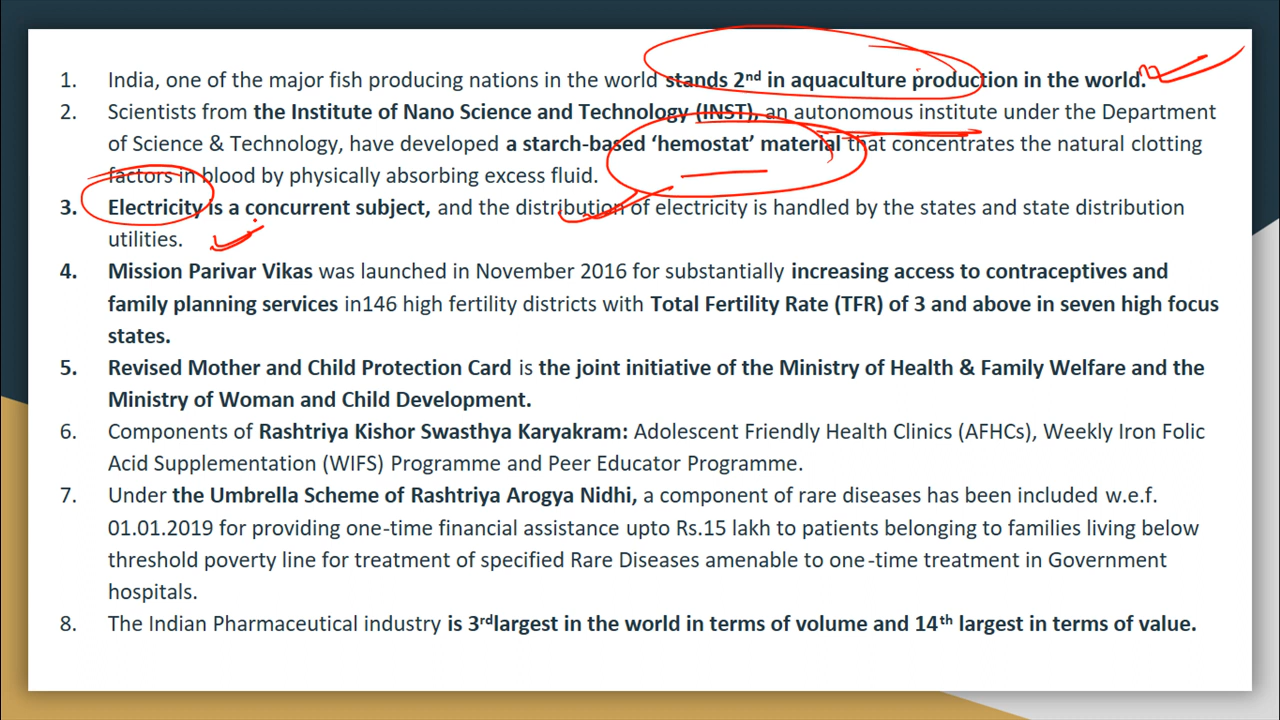 1. India, one of the major fish producing nations in the world stands 2nd in aquaculture production in the world.
2. Scientists from the Institute of Nano Science and Technology (INST), an autonomous institute under the Department
of Science & Technology, have developed a starch-based ‘hemostat’ material that concentrates the natural clotting
factors in blood by physically absorbing excess fluid.
3. Electricity is a concurrent subject, and the distribution of electricity is handled by the states and state distribution
utilities.
4. Mission Parivar Vikas was launched in November 2016 for substantially increasing access to contraceptives and
family planning services in146 high fertility districts with Total Fertility Rate (TFR) of 3 and above in seven high focus
states.
5. Revised Mother and Child Protection Card is the joint initiative of the Ministry of Health & Family Welfare and the
Ministry of Woman and Child Development.
6. Components of Rashtriya Kishor Swasthya Karyakram: Adolescent Friendly Health Clinics (AFHCs), Weekly Iron Folic
Acid Supplementation (WIFS) Programme and Peer Educator Programme.
7. Under the Umbrella Scheme of Rashtriya Arogya Nidhi, a component of rare diseases has been included w.e.f.
01.01.2019 for providing one-time financial assistance upto Rs.15 lakh to patients belonging to families living below
threshold poverty line for treatment of specified Rare Diseases amenable to one-time treatment in Government
hospitals.
8. The Indian Pharmaceutical industry is 3rdlargest in the world in terms of volume and 14th largest in terms of value.